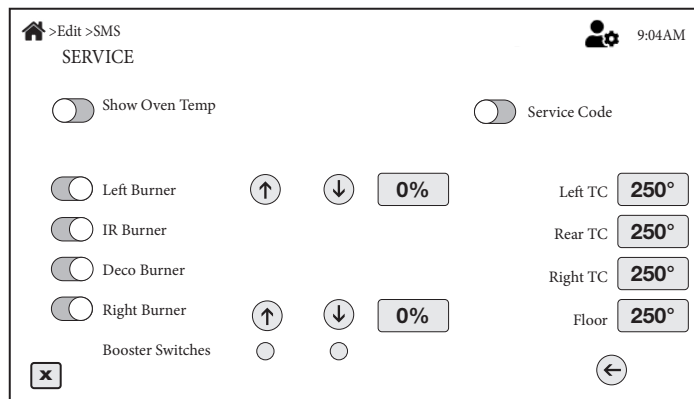 >Edit >SMS
9:04AM
SERVICE
Show Oven Temp
Service Code
Left Burner
0%
Left TC
250°
IR Burner
Rear TC
250°
Deco Burner
Right TC
250°
Right Burner
0%
Floor
250°
Booster Switches
x